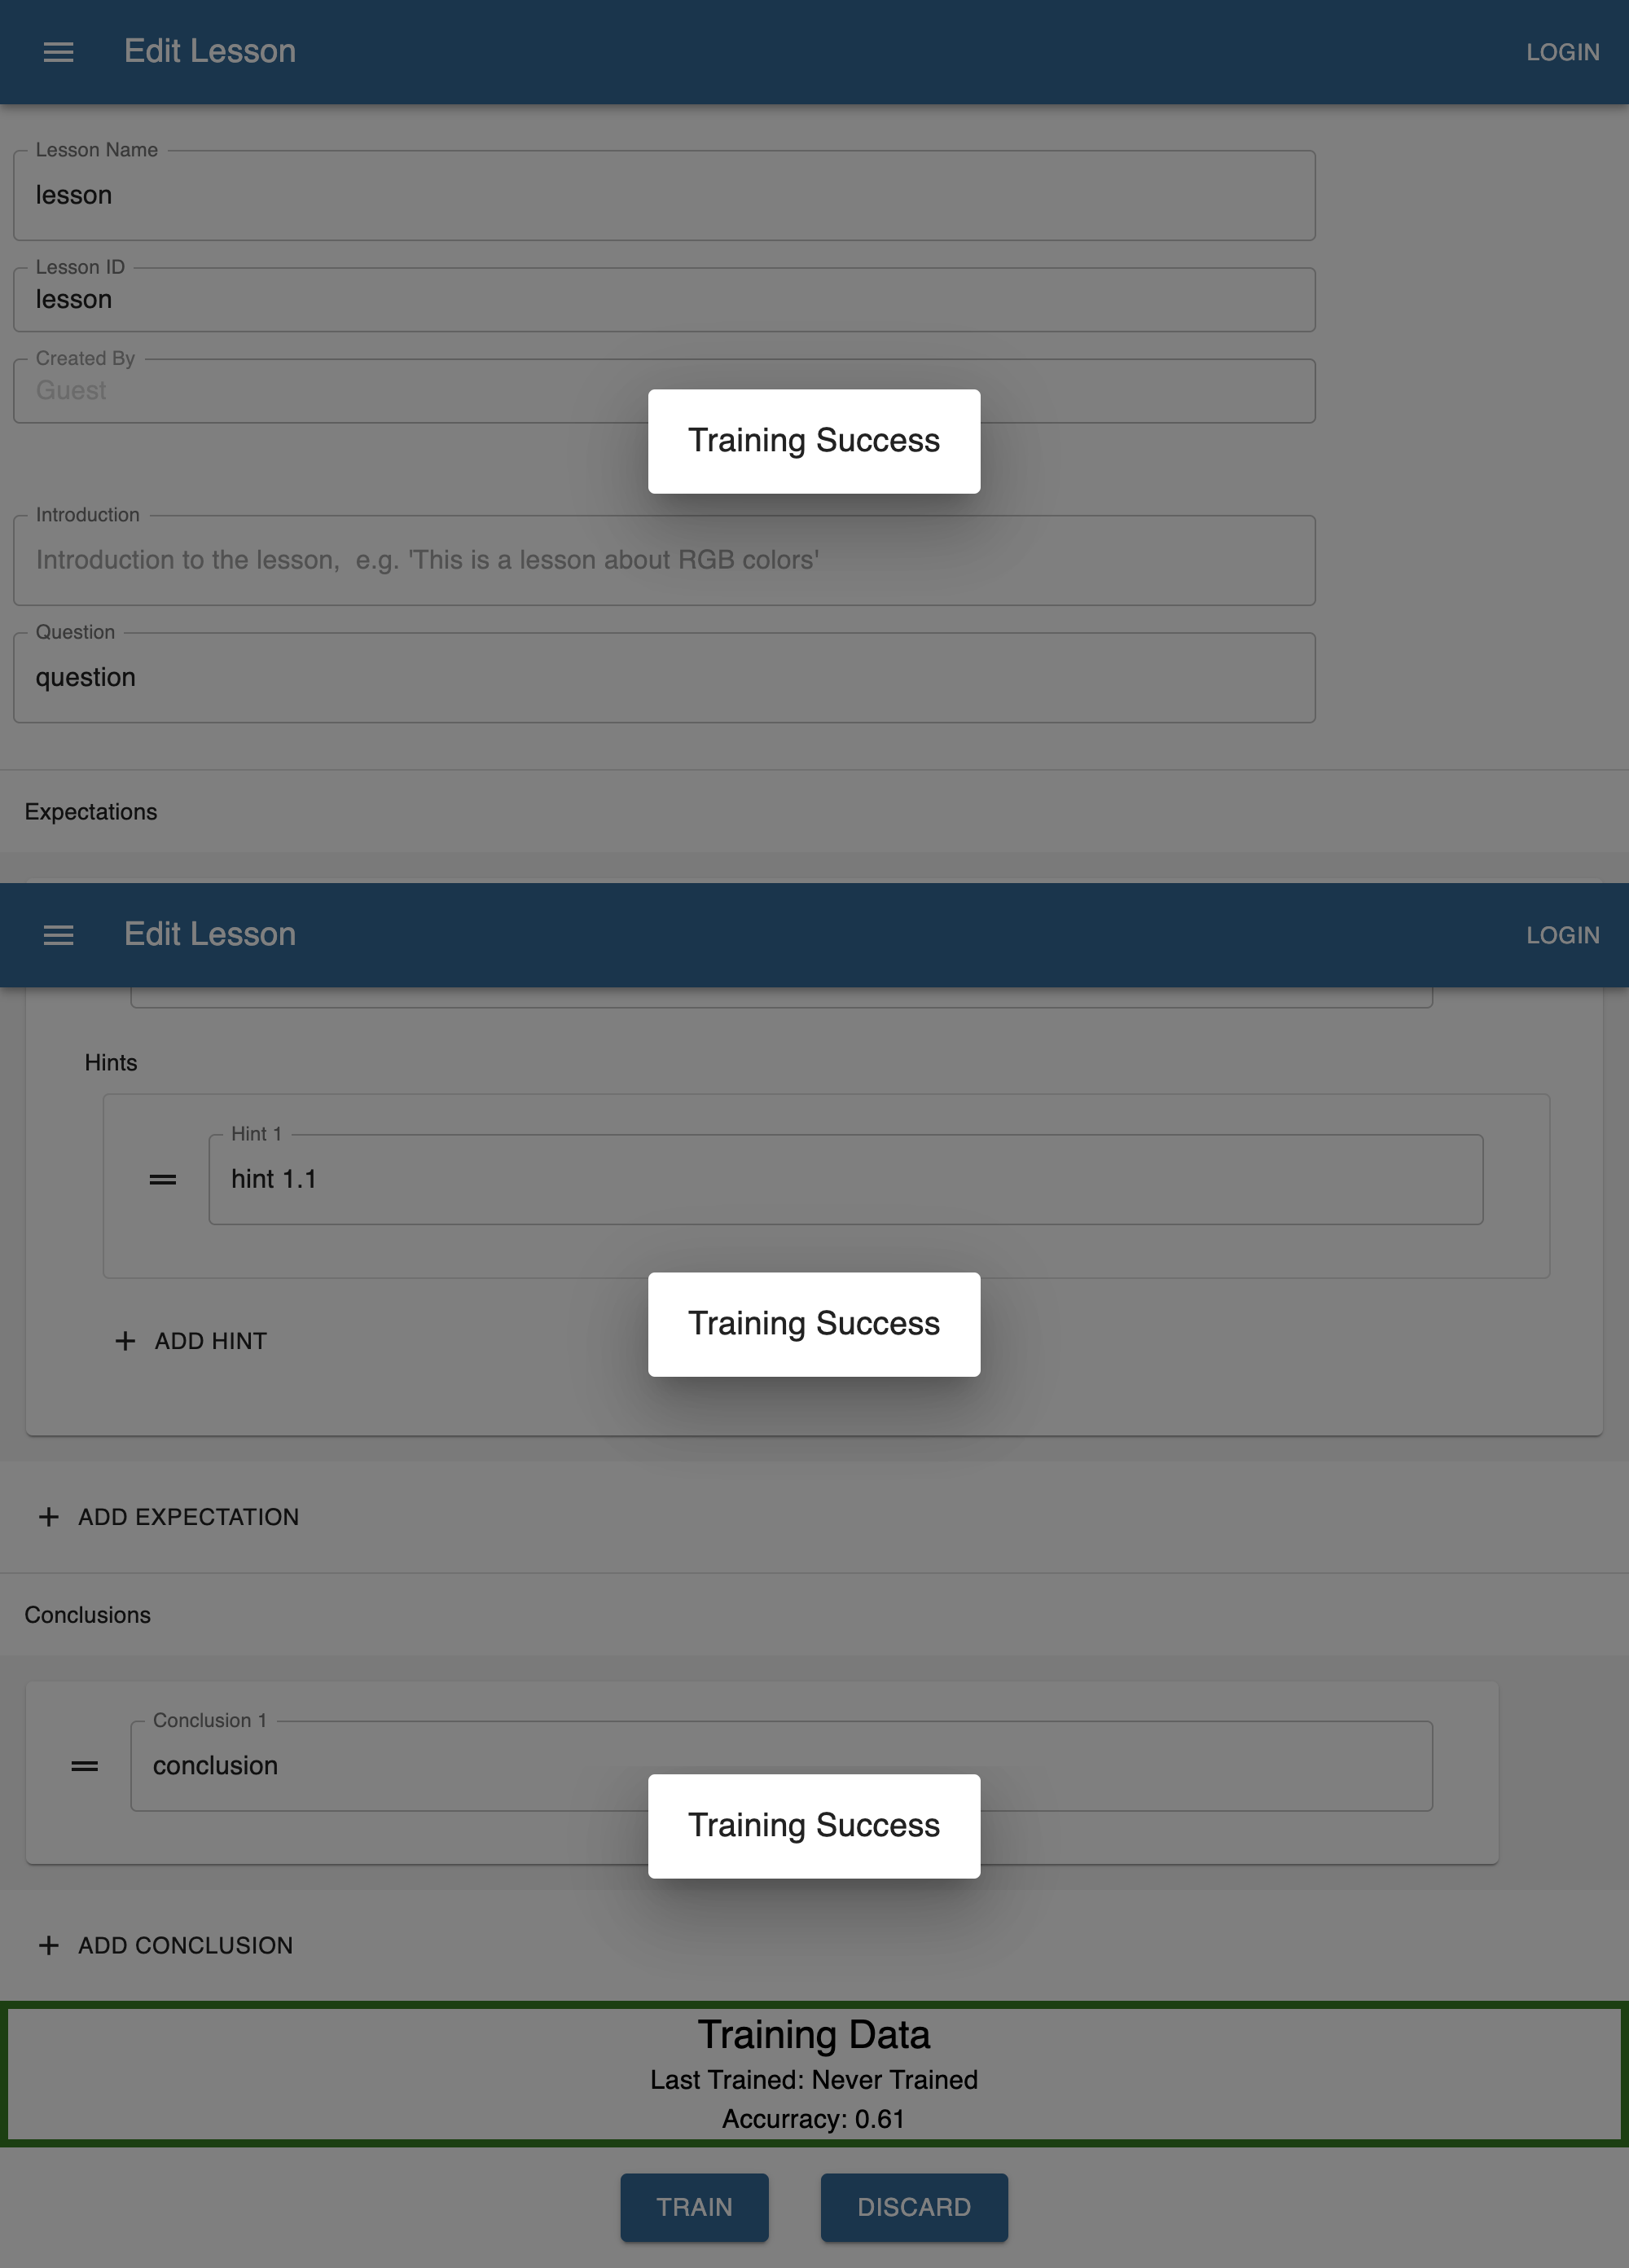 Edit Lesson
LOGIN
Lesson Name
lesson
Lesson ID
lesson
Created By
Guest
Training Success
Introduction
Introduction to the lesson, e.g. 'This is a lesson about RGB colors'
Question
question
Expectations
Edit Lesson
LOGIN
Hints
Hint 1
hint 1.1
Training Success
ADD HINT
ADD EXPECTATION
Conclusions
Conclusion 1
conclusion
Training Success
ADD CONCLUSION
Training Data
Last Trained: Never Trained
Accurracy: 0.61
TRAIN
DISCARD